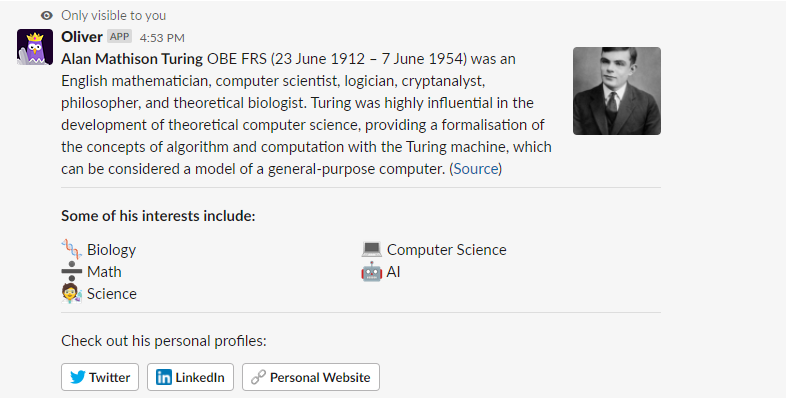 Only visible to you
Oliver APP 4:53 PM
Alan Mathison Turing OBE FRS (23 June 1912 – 7 June 1954) was an
English mathematician, computer scientist, logician, cryptanalyst,
philosopher, and theoretical biologist. Turing was highly influential in the
development of theoretical computer science, providing a formalisation of
the concepts of algorithm and computation with the Turing machine, which
can be considered a model of a general-purpose computer. (Source)
Some of his interests include:
Biology
Computer Science
Math
AI
Science
Check out his personal profiles:
Twitter LinkedIn Personal Website